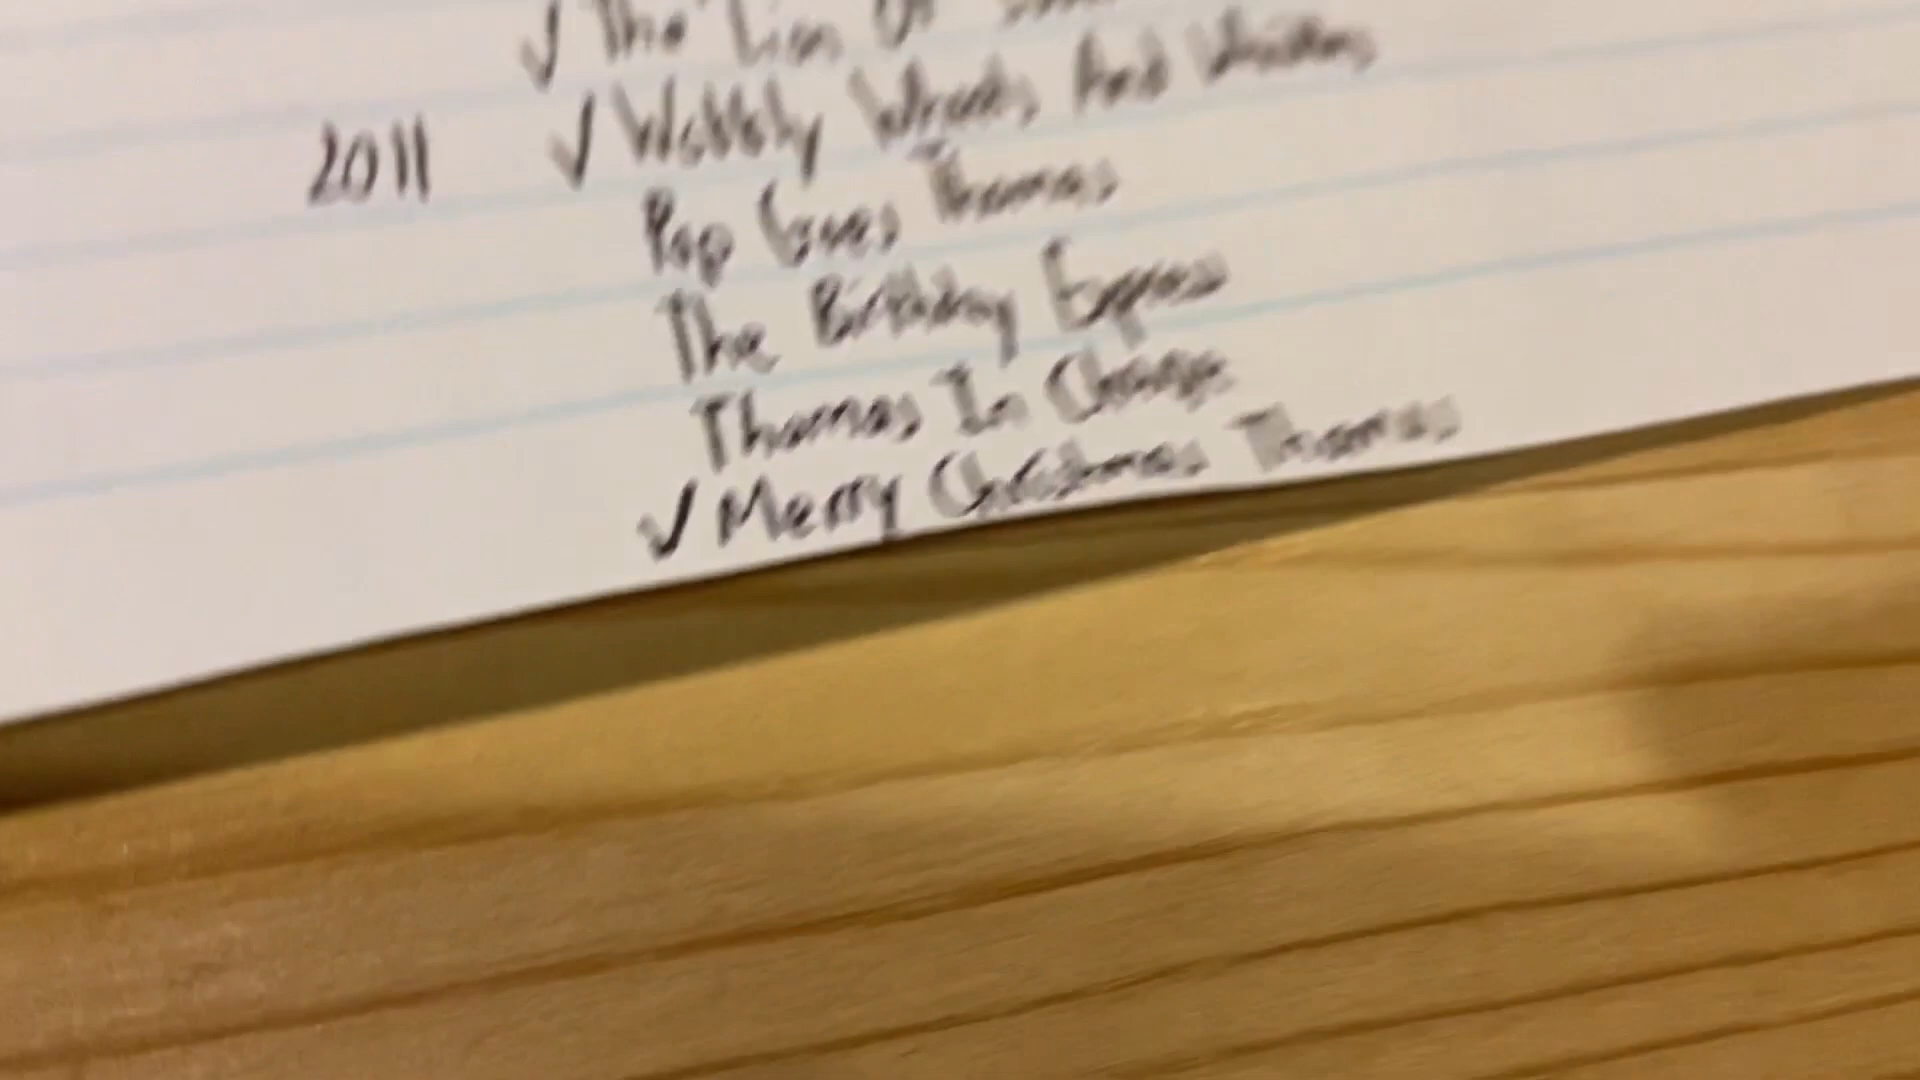 ✓ The Lion Of
2011 ✓ Wobbly Wheels And Whistles
Pop Goes Thomas
The Birthday Express
Thomas In Charge
✓ Merry Christmas Thomas